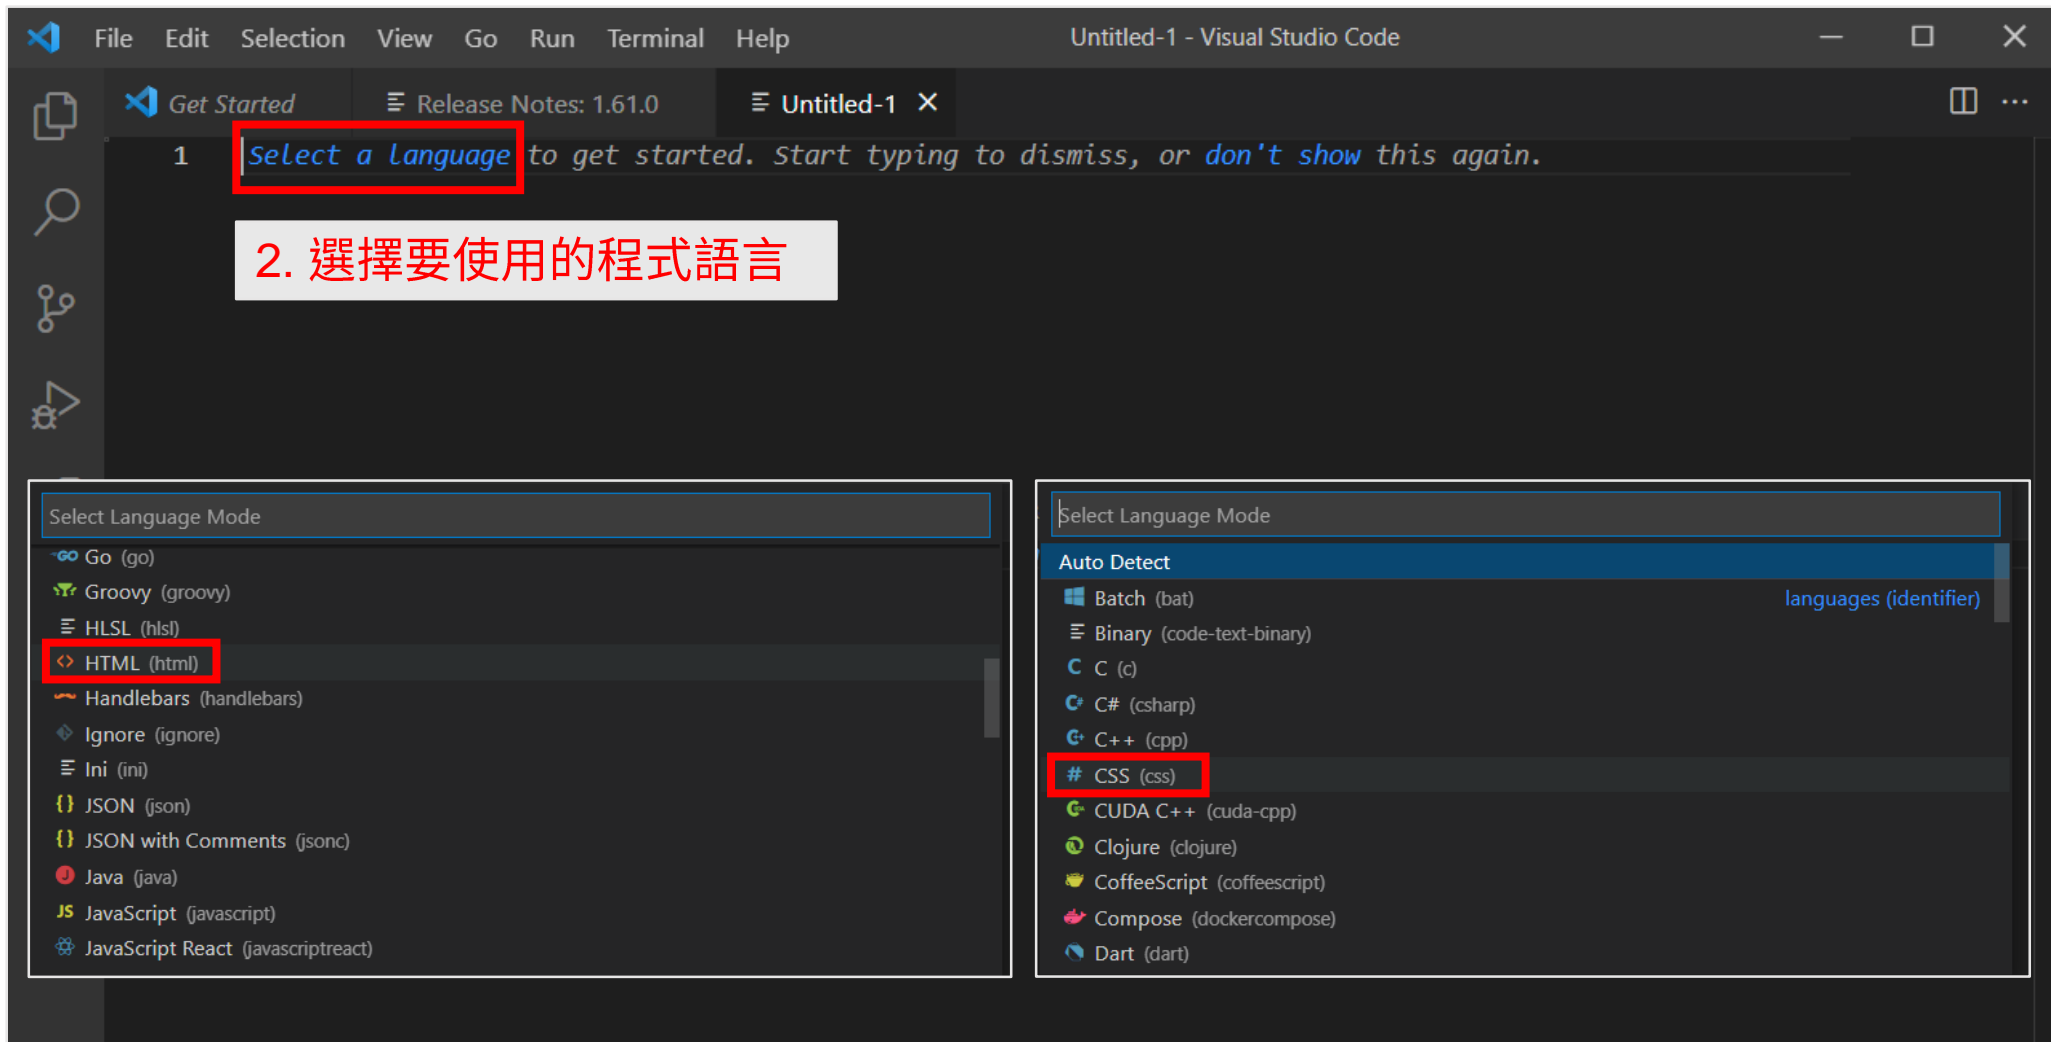 File Edit Selection View Go Run Terminal Help Untitled-1 - Visual Studio Code
Get Started Release Notes: 1.61.0 Untitled-1
1 Select a language to get started. Start typing to dismiss, or don't show this again.
2. 選擇要使用的程式語言
Select Language Mode
Go (go)
Groovy (groovy)
HLSL (hlsl)
HTML (html)
Handlebars (handlebars)
Ignore (ignore)
Ini (ini)
JSON (json)
JSON with Comments (jsonc)
Java (java)
JavaScript (javascript)
JavaScript React (javascriptreact)
Select Language Mode
Auto Detect
Batch (bat) languages (identifier)
Binary (code-text-binary)
C (c)
C# (csharp)
C++ (cpp)
CSS (css)
CUDA C++ (cuda-cpp)
Clojure (clojure)
CoffeeScript (coffeescript)
Compose (dockercompose)
Dart (dart)